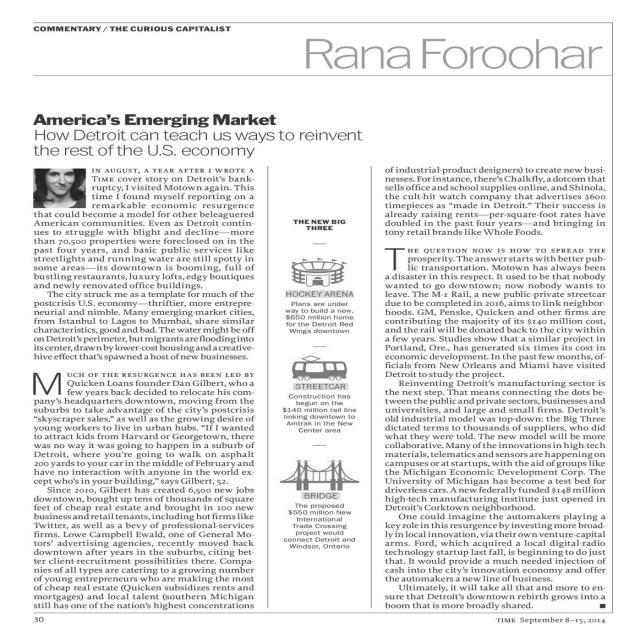 COMMENTARY / THE CURIOUS CAPITALIST
Rana Foroohar
America's Emerging Market
How Detroit can teach us ways to reinvent
the rest of the U.S. economy
IN AUGUST, A YEAR AFTER I WROTE A
TIME cover story on Detroit's bank-
ruptcy, I visited Motown again. This
time I found myself reporting on a
remarkable economic resurgence
that could become a model for other beleaguered
American communities. Even as Detroit contin-
ues to struggle with blight and decline—more
than 70,500 properties were foreclosed on in the
past four years, and basic public services like
streetlights and running water are still spotty in
some areas—its downtown is booming, full of
bustling restaurants, luxury lofts, edgy boutiques
and newly renovated office buildings.
The city struck me as a template for much of the
postcrisis U.S. economy—thriftier, more entrepre-
neurial and nimble. Many emerging-market cities,
from Istanbul to Lagos to Mumbai, share similar
characteristics, good and bad. The water might be off
on Detroit's perimeter, but migrants are flooding into
its center, drawn by lower-cost housing and a creative-
hive effect that's spawned a host of new businesses.
MUCH OF THE RESURGENCE HAS BEEN LED BY
Quicken Loans founder Dan Gilbert, who a
few years back decided to relocate his com-
pany's headquarters downtown, moving from the
suburbs to take advantage of the city's postcrisis
"skyscraper sales," as well as the growing desire of
young workers to live in urban hubs. "If I wanted
to attract kids from Harvard or Georgetown, there
was no way it was going to happen in a suburb of
Detroit, where you're going to walk on asphalt
200 yards to your car in the middle of February and
have no interaction with anyone in the world ex-
cept who's in your building," says Gilbert, 52.
Since 2010, Gilbert has created 6,500 new jobs
downtown, bought up tens of thousands of square
feet of cheap real estate and brought in 100 new
business and retail tenants, including hot firms like
Twitter, as well as a bevy of professional-services
firms. Lowe Campbell Ewald, one of General Mo-
tors' advertising agencies, recently moved back
downtown after years in the suburbs, citing bet-
ter client-recruitment possibilities there. Compa-
nies of all types are catering to a growing number
of young entrepreneurs who are making the most
of cheap real estate (Quicken subsidizes rents and
mortgages) and local talent (southern Michigan
still has one of the nation's highest concentrations
THE NEW BIG
THREE
HOCKEY ARENA
Plans are under
way to build a new,
$650 million home
for the Detroit Red
Wings downtown
STREETCAR
Construction has
begun on the
$140 million rail line
linking downtown to
Amtrak in the New
Center area
BRIDGE
The proposed
$550 million New
International
Trade Crossing
project would
connect Detroit and
Windsor, Ontario
of industrial-product designers) to create new busi-
nesses. For instance, there's Chalkfly, a dotcom that
sells office and school supplies online, and Shinola,
the cult-hit watch company that advertises $600
timepieces as "made in Detroit." Their success is
already raising rents—per-square-foot rates have
doubled in the past four years—and bringing in
tony retail brands like Whole Foods.
THE QUESTION NOW IS HOW TO SPREAD THE
prosperity. The answer starts with better pub-
lic transportation. Motown has always been
a disaster in this respect. It used to be that nobody
wanted to go downtown; now nobody wants to
leave. The M-1 Rail, a new public-private streetcar
due to be completed in 2016, aims to link neighbor-
hoods. GM, Penske, Quicken and other firms are
contributing the majority of its $140 million cost,
and the rail will be donated back to the city within
a few years. Studies show that a similar project in
Portland, Ore., has generated six times its cost in
economic development. In the past few months, of-
ficials from New Orleans and Miami have visited
Detroit to study the project.
Reinventing Detroit's manufacturing sector is
the next step. That means connecting the dots be-
tween the public and private sectors, businesses and
universities, and large and small firms. Detroit's
old industrial model was top-down: the Big Three
dictated terms to thousands of suppliers, who did
what they were told. The new model will be more
collaborative. Many of the innovations in high-tech
materials, telematics and sensors are happening on
campuses or at startups, with the aid of groups like
the Michigan Economic Development Corp. The
University of Michigan has become a test bed for
driverless cars. A new federally funded $148 million
high-tech manufacturing institute just opened in
Detroit's Corktown neighborhood.
One could imagine the automakers playing a
key role in this resurgence by investing more broad-
ly in local innovation, via their own venture-capital
arms. Ford, which acquired a local digital-radio
technology startup last fall, is beginning to do just
that. It would provide a much needed injection of
cash into the city's innovation economy and offer
the automakers a new line of business.
Ultimately, it will take all that and more to en-
sure that Detroit's downtown rebirth grows into a
boom that is more broadly shared.
30
TIME September 8–15, 2014